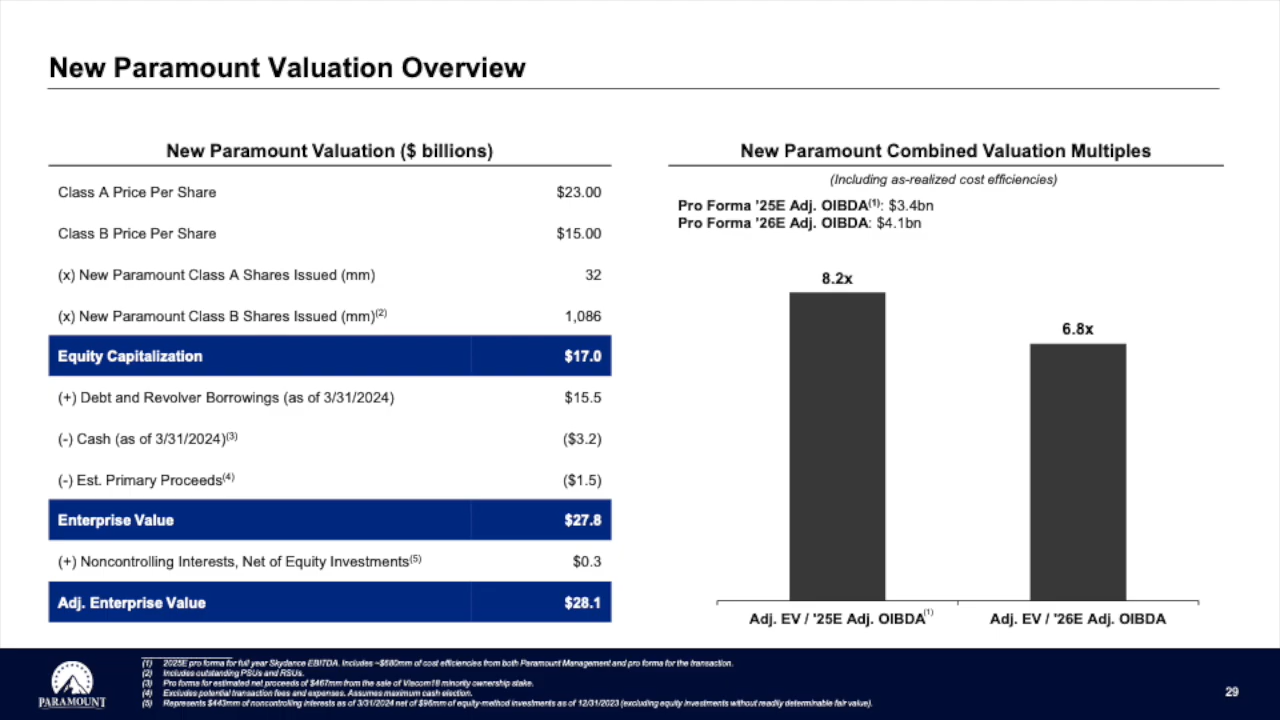 New Paramount Valuation Overview
New Paramount Valuation ($ billions)
Class A Price Per Share $23.00
Class B Price Per Share $15.00
(x) New Paramount Class A Shares Issued (mm) 32
(x) New Paramount Class B Shares Issued (mm)(2) 1,086
Equity Capitalization $17.0
(+) Debt and Revolver Borrowings (as of 3/31/2024) $15.5
(-) Cash (as of 3/31/2024)(3) ($3.2)
(-) Est. Primary Proceeds(4) ($1.5)
Enterprise Value $27.8
(+) Noncontrolling Interests, Net of Equity Investments(5) $0.3
Adj. Enterprise Value $28.1
New Paramount Combined Valuation Multiples
(Including as-realized cost efficiencies)
Pro Forma '25E Adj. OIBDA(1): $3.4bn
Pro Forma '26E Adj. OIBDA: $4.1bn
8.2x
6.8x
Adj. EV / '25E Adj. OIBDA(1)
Adj. EV / '26E Adj. OIBDA
PARAMOUNT
(1) 2025E pro forma for full year Skydance EBITDA. Includes ~$580mm of cost efficiencies from both Paramount Management and pro forma for the transaction.
(2) Includes outstanding PSUs and RSUs.
(3) Pro forma for estimated net proceeds of $467mm from the sale of Viacom18 minority ownership stake.
(4) Excludes potential transaction fees and expenses. Assumes maximum cash election.
(5) Represents $443mm of noncontrolling interests as of 3/31/2024 net of $96mm of equity-method investments as of 12/31/2023 (excluding equity investments without readily determinable fair value).
29